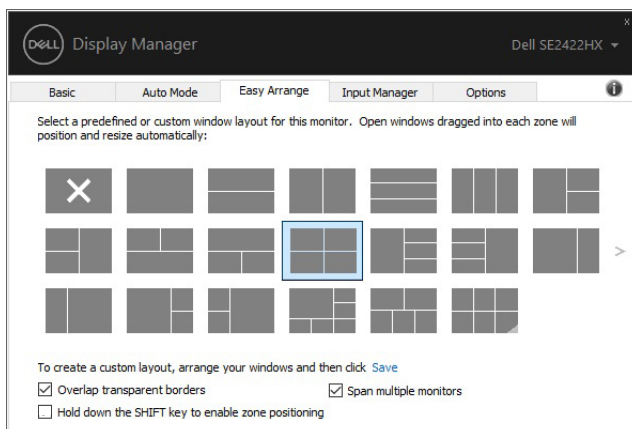 DELL Display Manager
Dell SE2422HX
x
Basic
Auto Mode
Easy Arrange
Input Manager
Options
i
Select a predefined or custom window layout for this monitor. Open windows dragged into each zone will
position and resize automatically:
>
To create a custom layout, arrange your windows and then click Save
Overlap transparent borders
Span multiple monitors
Hold down the SHIFT key to enable zone positioning